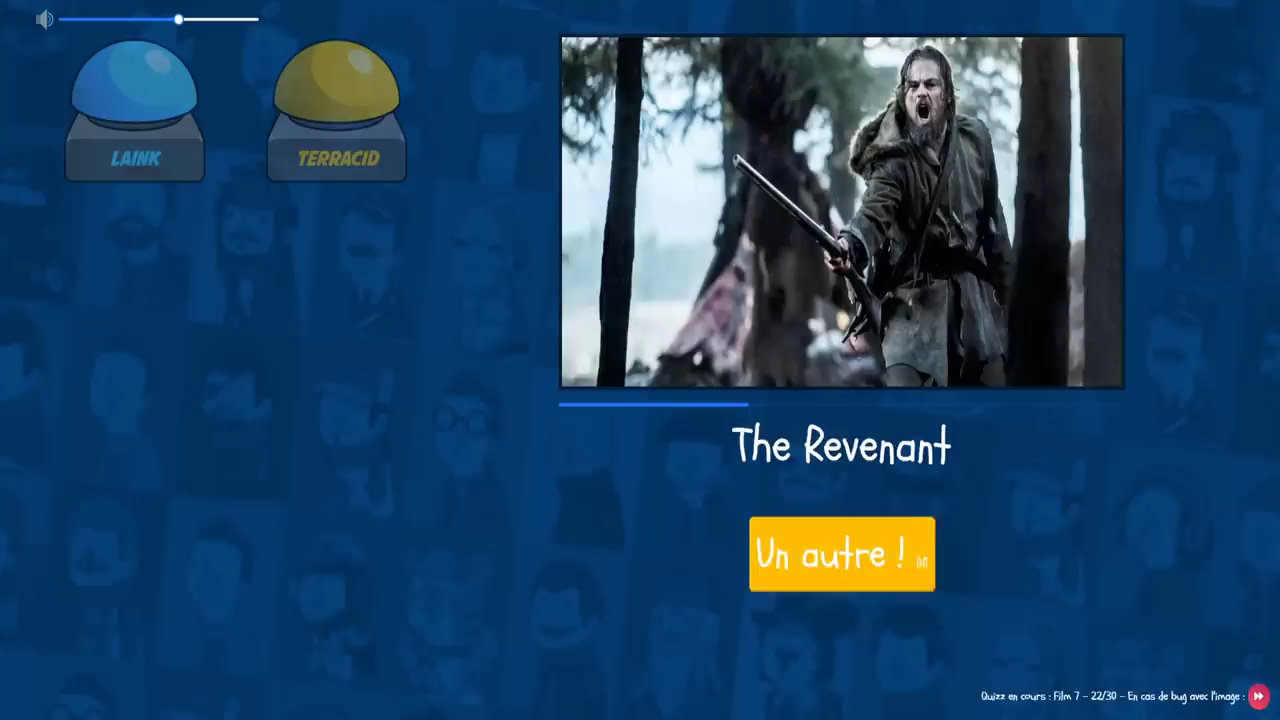 LAINK
TERRACID
The Revenant
Un autre !
Quizz en cours : Film 7 - 22/30 - En cas de bug avec l'image :